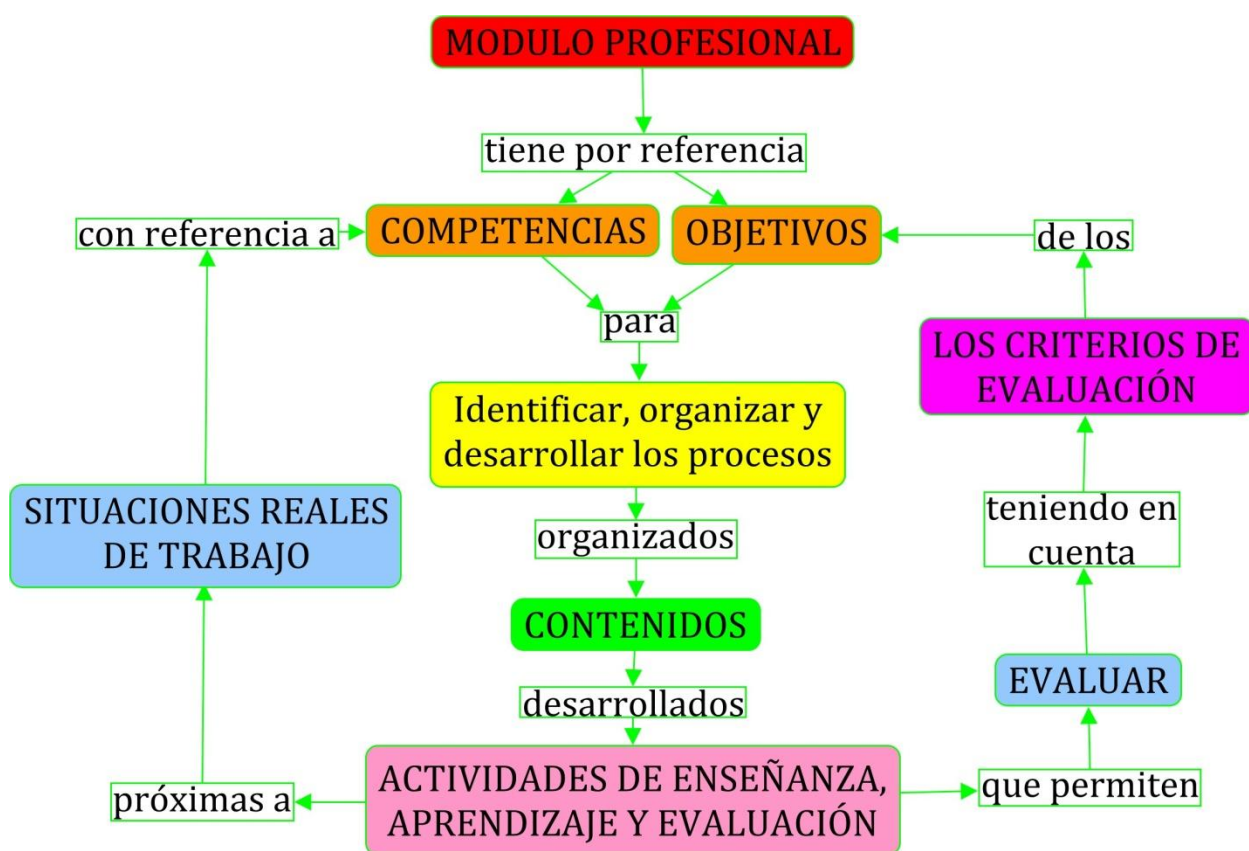 MODULO PROFESIONAL
tiene por referencia
con referencia a
COMPETENCIAS
OBJETIVOS
de los
para
LOS CRITERIOS DE
EVALUACIÓN
Identificar, organizar y
desarrollar los procesos
SITUACIONES REALES
DE TRABAJO
organizados
teniendo en
cuenta
CONTENIDOS
EVALUAR
desarrollados
próximas a
ACTIVIDADES DE ENSEÑANZA,
APRENDIZAJE Y EVALUACIÓN
que permiten